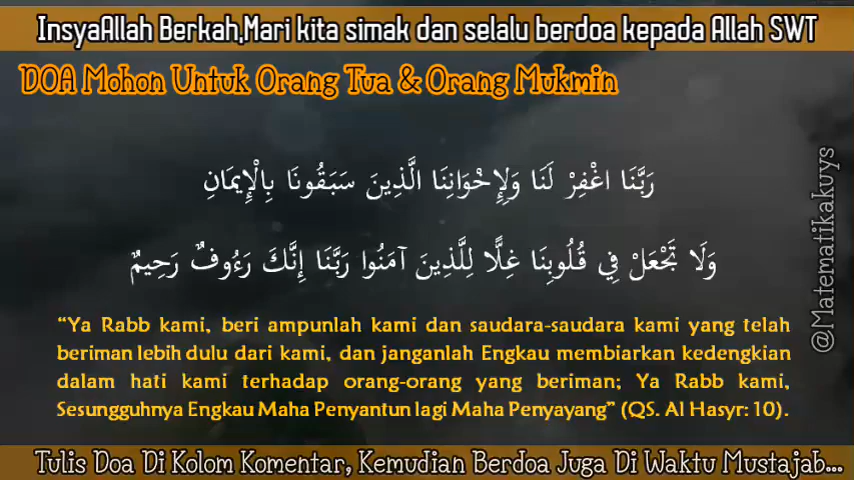 InsyaAllah Berkah,Mari kita simak dan selalu berdoa kepada Allah SWT
DOA Mohon Untuk Orang Tua & Orang Mukmin
رَبَّنَا اغْفِرْ لَنَا وَلِإِخْوَانِنَا الَّذِينَ سَبَقُونَا بِالْإِيمَانِ
وَلَا تَجْعَلْ فِي قُلُوبِنَا غِلًّا لِلَّذِينَ آمَنُوا رَبَّنَا إِنَّكَ رَءُوفٌ رَحِيمٌ
“Ya Rabb kami, beri ampunlah kami dan saudara-saudara kami yang telah
beriman lebih dulu dari kami, dan janganlah Engkau membiarkan kedengkian
dalam hati kami terhadap orang-orang yang beriman; Ya Rabb kami,
Sesungguhnya Engkau Maha Penyantun lagi Maha Penyayang” (QS. Al Hasyr: 10).
@Matematikakuys
Tulis Doa Di Kolom Komentar, Kemudian Berdoa Juga Di Waktu Mustajab...